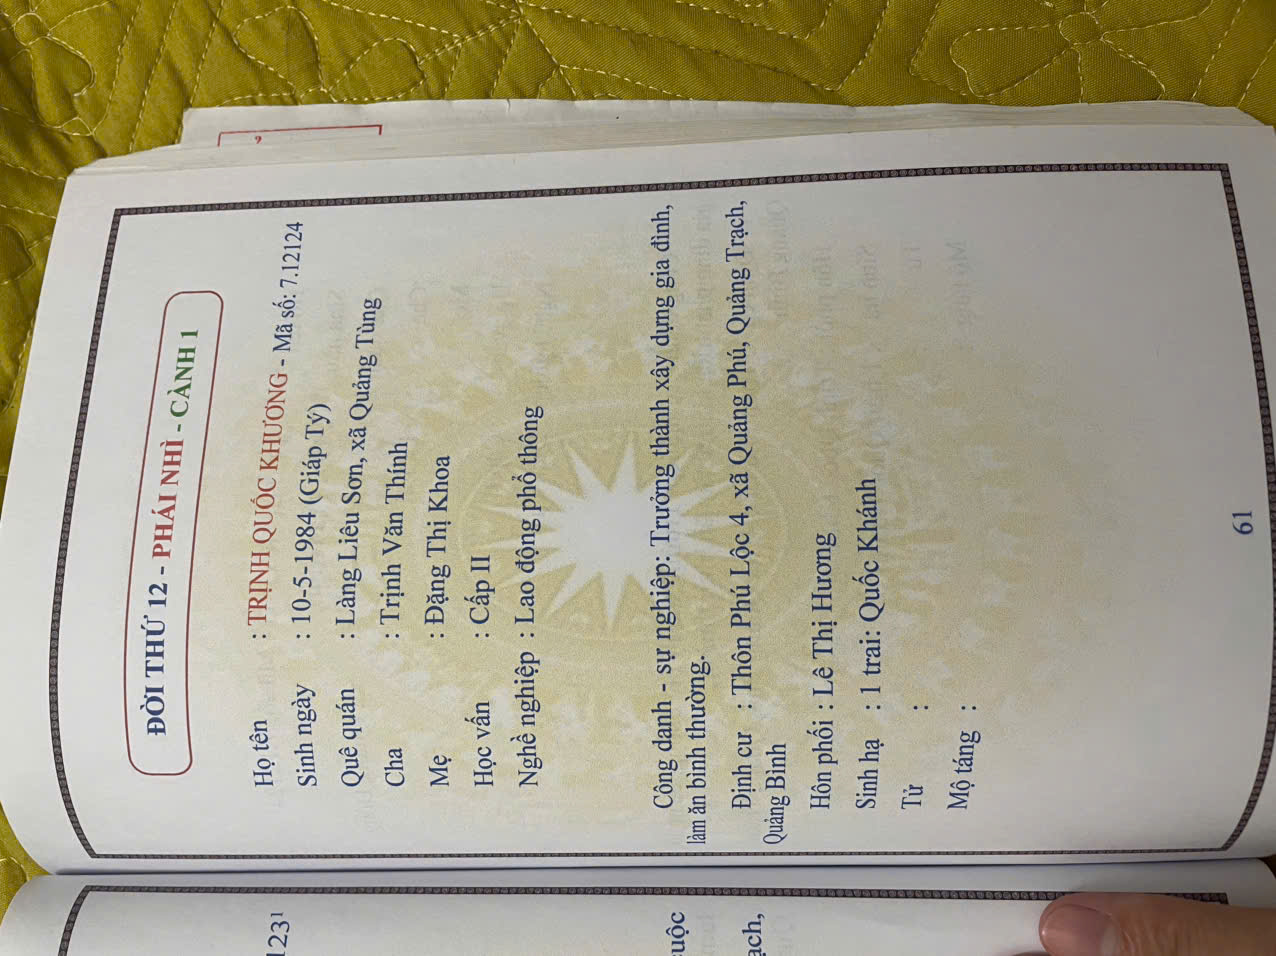 ĐỜI THỨ 12 - PHÁI NHÌ - CÀNH 1
Họ tên : TRỊNH QUỐC KHƯƠNG - Mã số: 7.12124
Sinh ngày : 10-5-1984 (Giáp Tý)
Quê quán : Làng Liêu Sơn, xã Quảng Tùng
Cha : Trịnh Văn Thính
Mẹ : Đặng Thị Khoa
Học vấn : Cấp II
Nghề nghiệp : Lao động phổ thông
Công danh - sự nghiệp: Trưởng thành xây dựng gia đình,
làm ăn bình thường.
Định cư : Thôn Phú Lộc 4, xã Quảng Phú, Quảng Trạch,
Quảng Bình
Hôn phối : Lê Thị Hương
Sinh hạ : 1 trai: Quốc Khánh
Tử :
Mộ táng :
61
123¹
uộc
ạch,